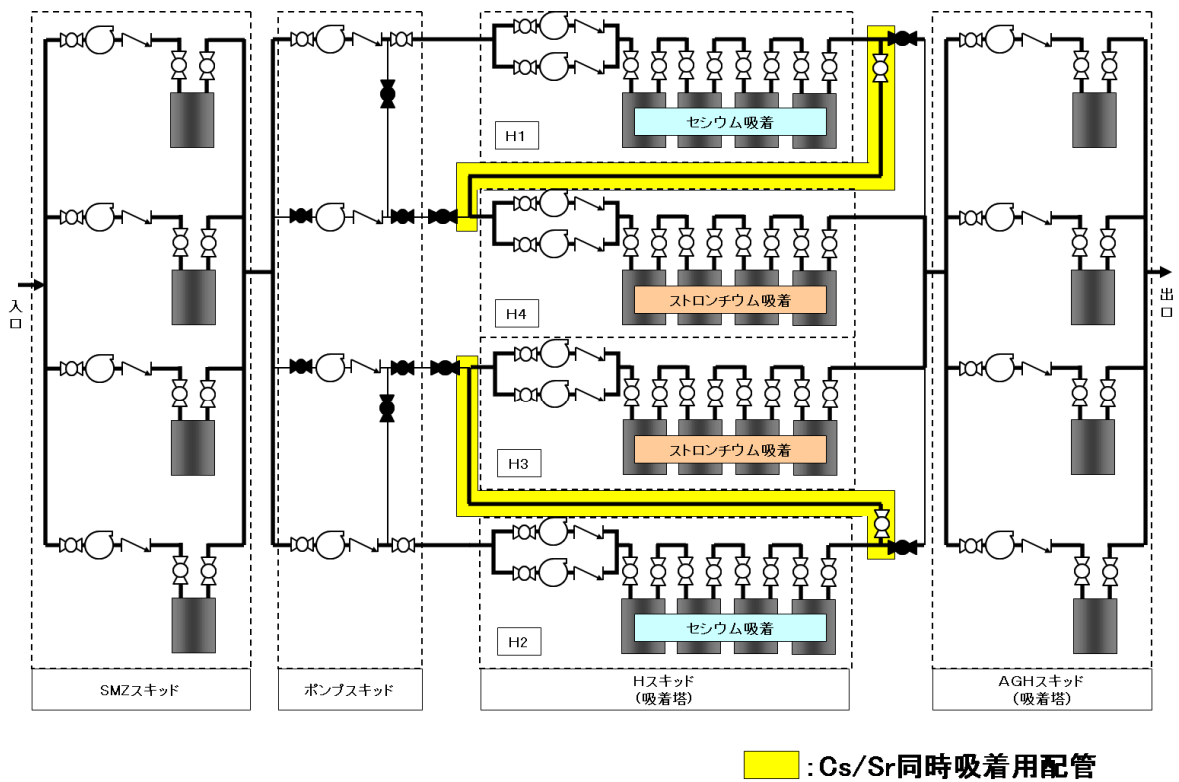 入口
H1
セシウム吸着
H4
ストロンチウム吸着
H3
ストロンチウム吸着
H2
セシウム吸着
出口
SMZスキッド
ポンプスキッド
Hスキッド
(吸着塔)
AGHスキッド
(吸着塔)
:Cs/Sr同時吸着用配管